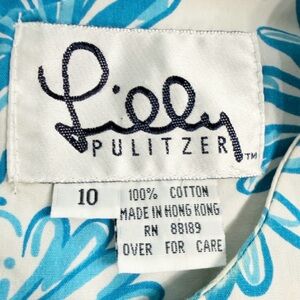 Lilly
PULITZER™
10
100% COTTON
MADE IN HONG KONG
RN 88189
OVER FOR CARE